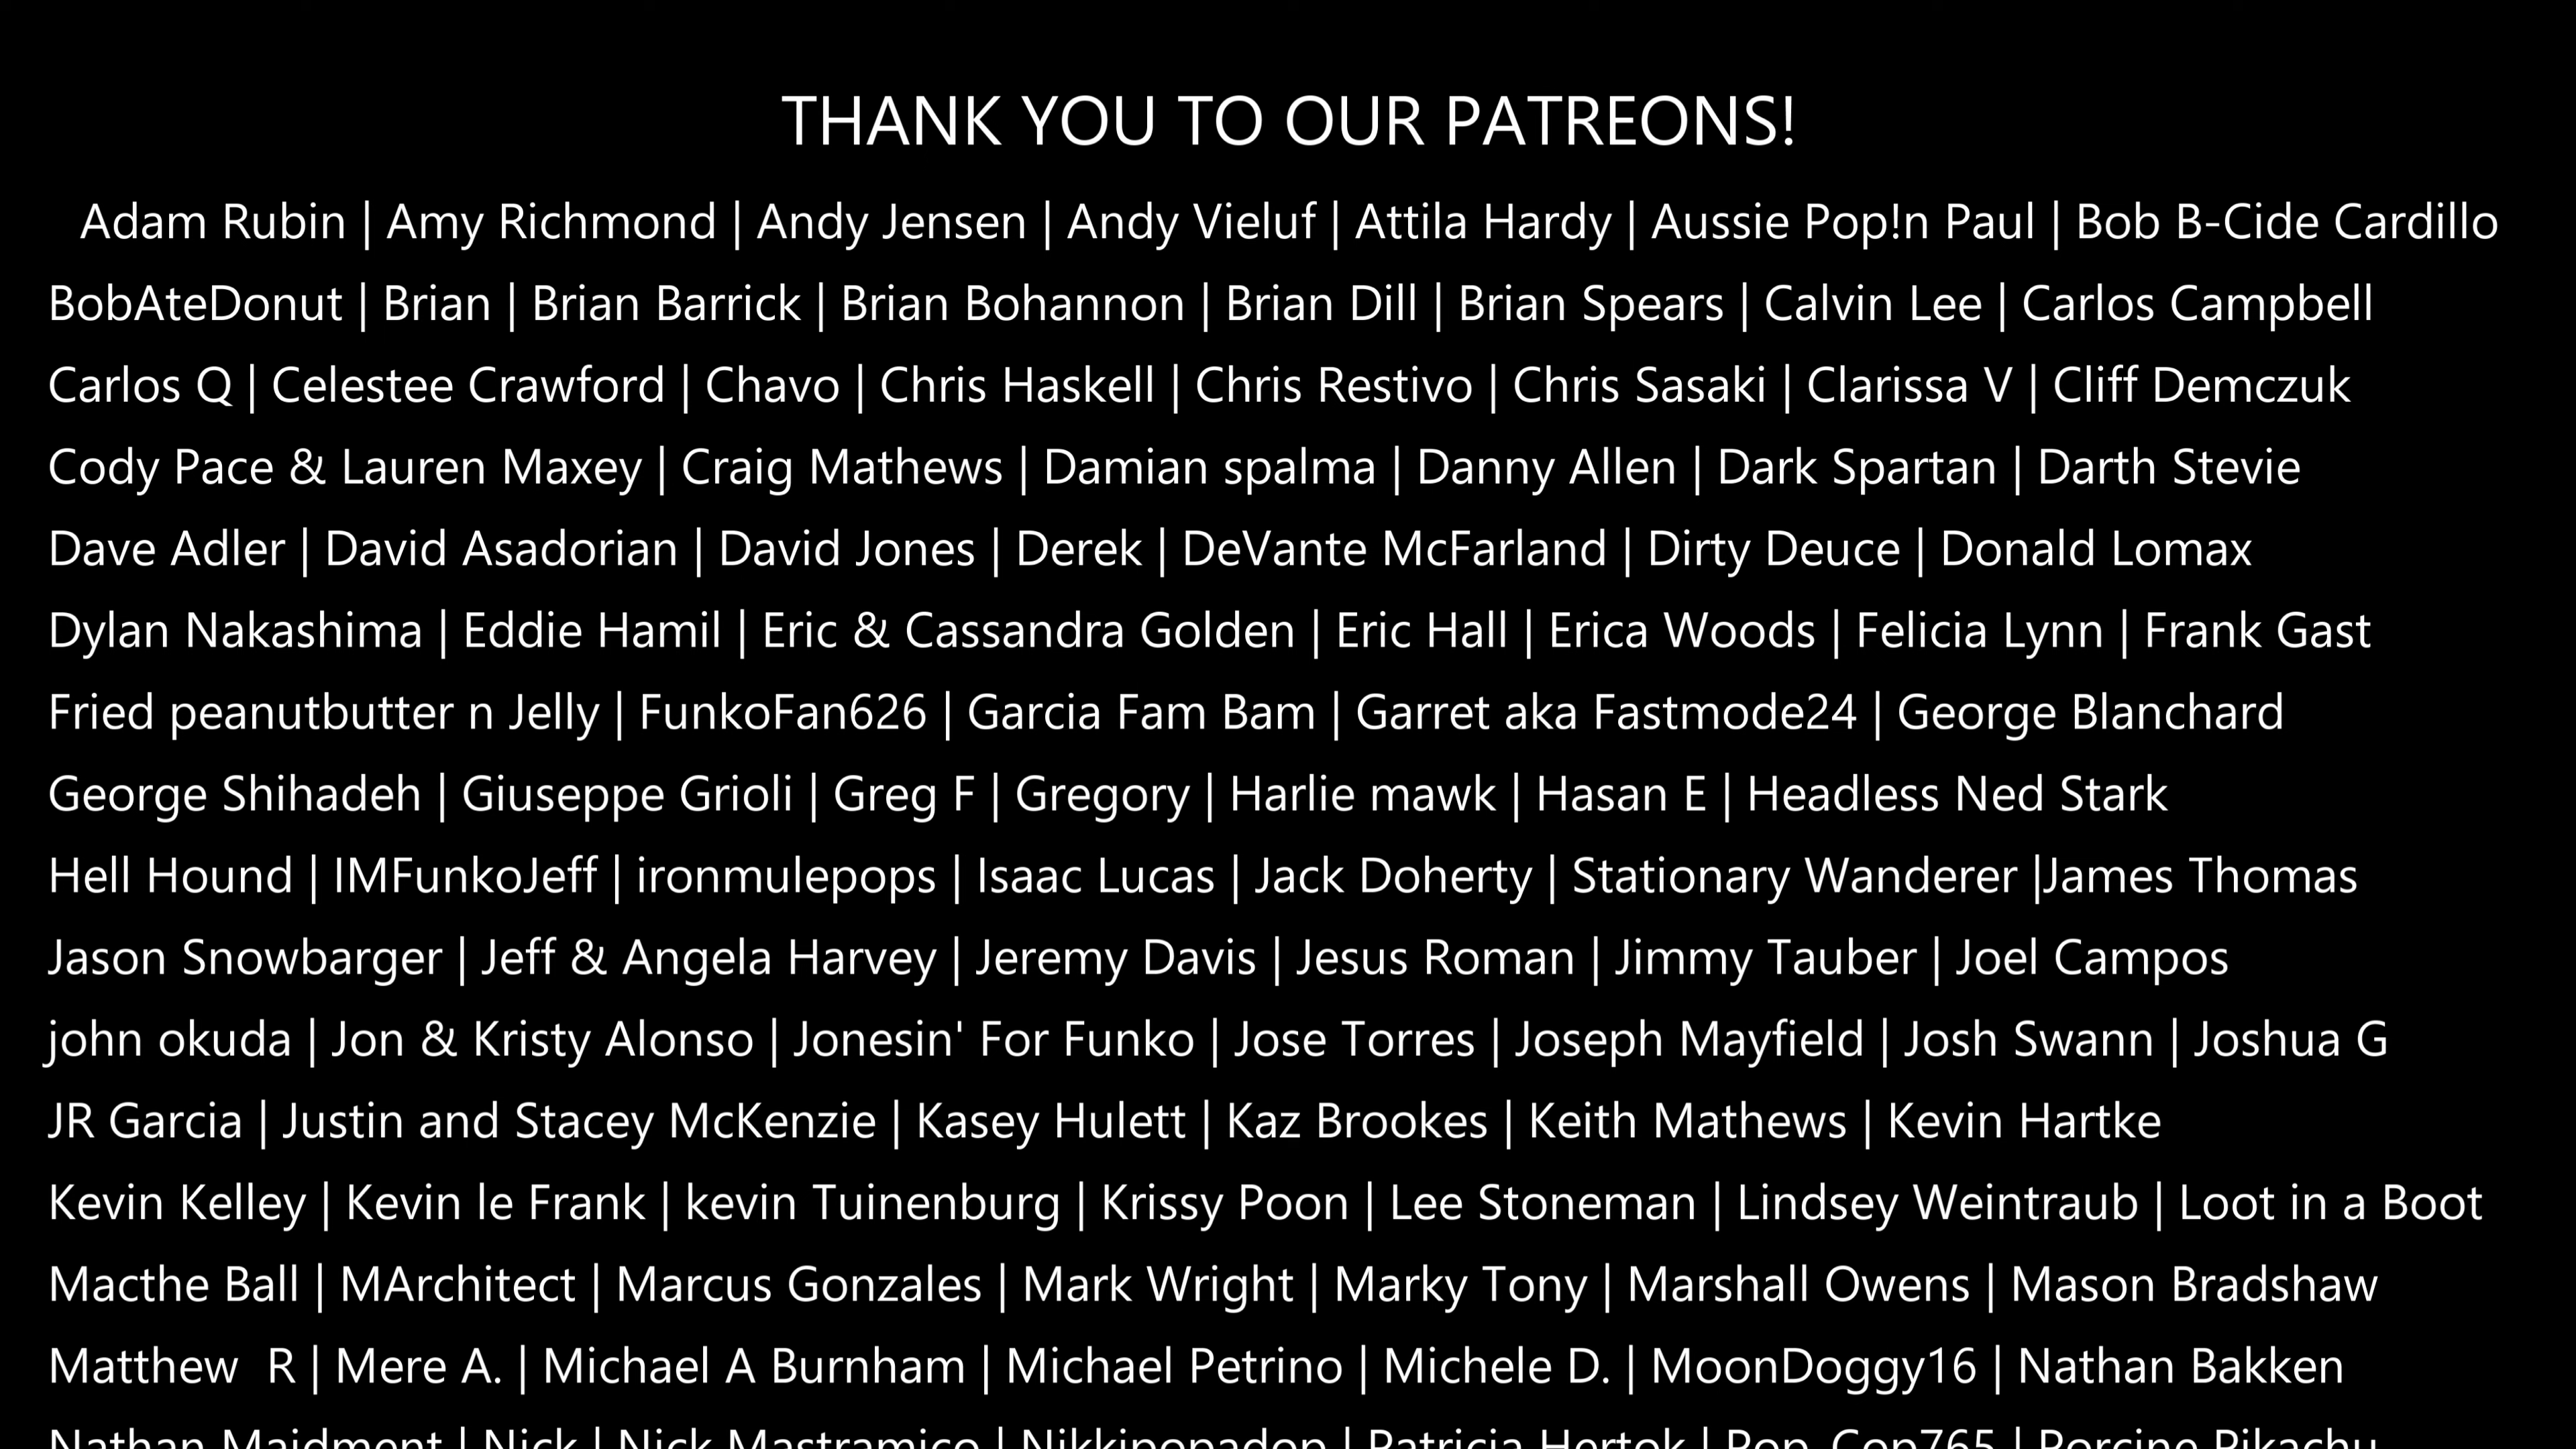 THANK YOU TO OUR PATREONS!
Adam Rubin | Amy Richmond | Andy Jensen | Andy Vieluf | Attila Hardy | Aussie Pop!n Paul | Bob B-Cide Cardillo
BobAteDonut | Brian | Brian Barrick | Brian Bohannon | Brian Dill | Brian Spears | Calvin Lee | Carlos Campbell
Carlos Q | Celestee Crawford | Chavo | Chris Haskell | Chris Restivo | Chris Sasaki | Clarissa V | Cliff Demczuk
Cody Pace & Lauren Maxey | Craig Mathews | Damian spalma | Danny Allen | Dark Spartan | Darth Stevie
Dave Adler | David Asadorian | David Jones | Derek | DeVante McFarland | Dirty Deuce | Donald Lomax
Dylan Nakashima | Eddie Hamil | Eric & Cassandra Golden | Eric Hall | Erica Woods | Felicia Lynn | Frank Gast
Fried peanutbutter n Jelly | FunkoFan626 | Garcia Fam Bam | Garret aka Fastmode24 | George Blanchard
George Shihadeh | Giuseppe Grioli | Greg F | Gregory | Harlie mawk | Hasan E | Headless Ned Stark
Hell Hound | IMFunkoJeff | ironmulepops | Isaac Lucas | Jack Doherty | Stationary Wanderer |James Thomas
Jason Snowbarger | Jeff & Angela Harvey | Jeremy Davis | Jesus Roman | Jimmy Tauber | Joel Campos
john okuda | Jon & Kristy Alonso | Jonesin' For Funko | Jose Torres | Joseph Mayfield | Josh Swann | Joshua G
JR Garcia | Justin and Stacey McKenzie | Kasey Hulett | Kaz Brookes | Keith Mathews | Kevin Hartke
Kevin Kelley | Kevin le Frank | kevin Tuinenburg | Krissy Poon | Lee Stoneman | Lindsey Weintraub | Loot in a Boot
Macthe Ball | MArchitect | Marcus Gonzales | Mark Wright | Marky Tony | Marshall Owens | Mason Bradshaw
Matthew  R | Mere A. | Michael A Burnham | Michael Petrino | Michele D. | MoonDoggy16 | Nathan Bakken
Nathan Maidment | Nick | Nick Mastramico | | Patricia Hertok | | Porcine Pikachu